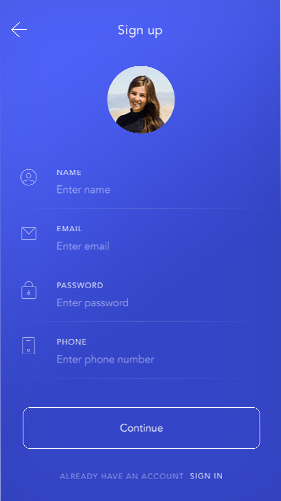 Sign up
NAME
Enter name
EMAIL
Enter email
PASSWORD
Enter password
PHONE
Enter phone number
Continue
ALREADY HAVE AN ACCOUNT SIGN IN